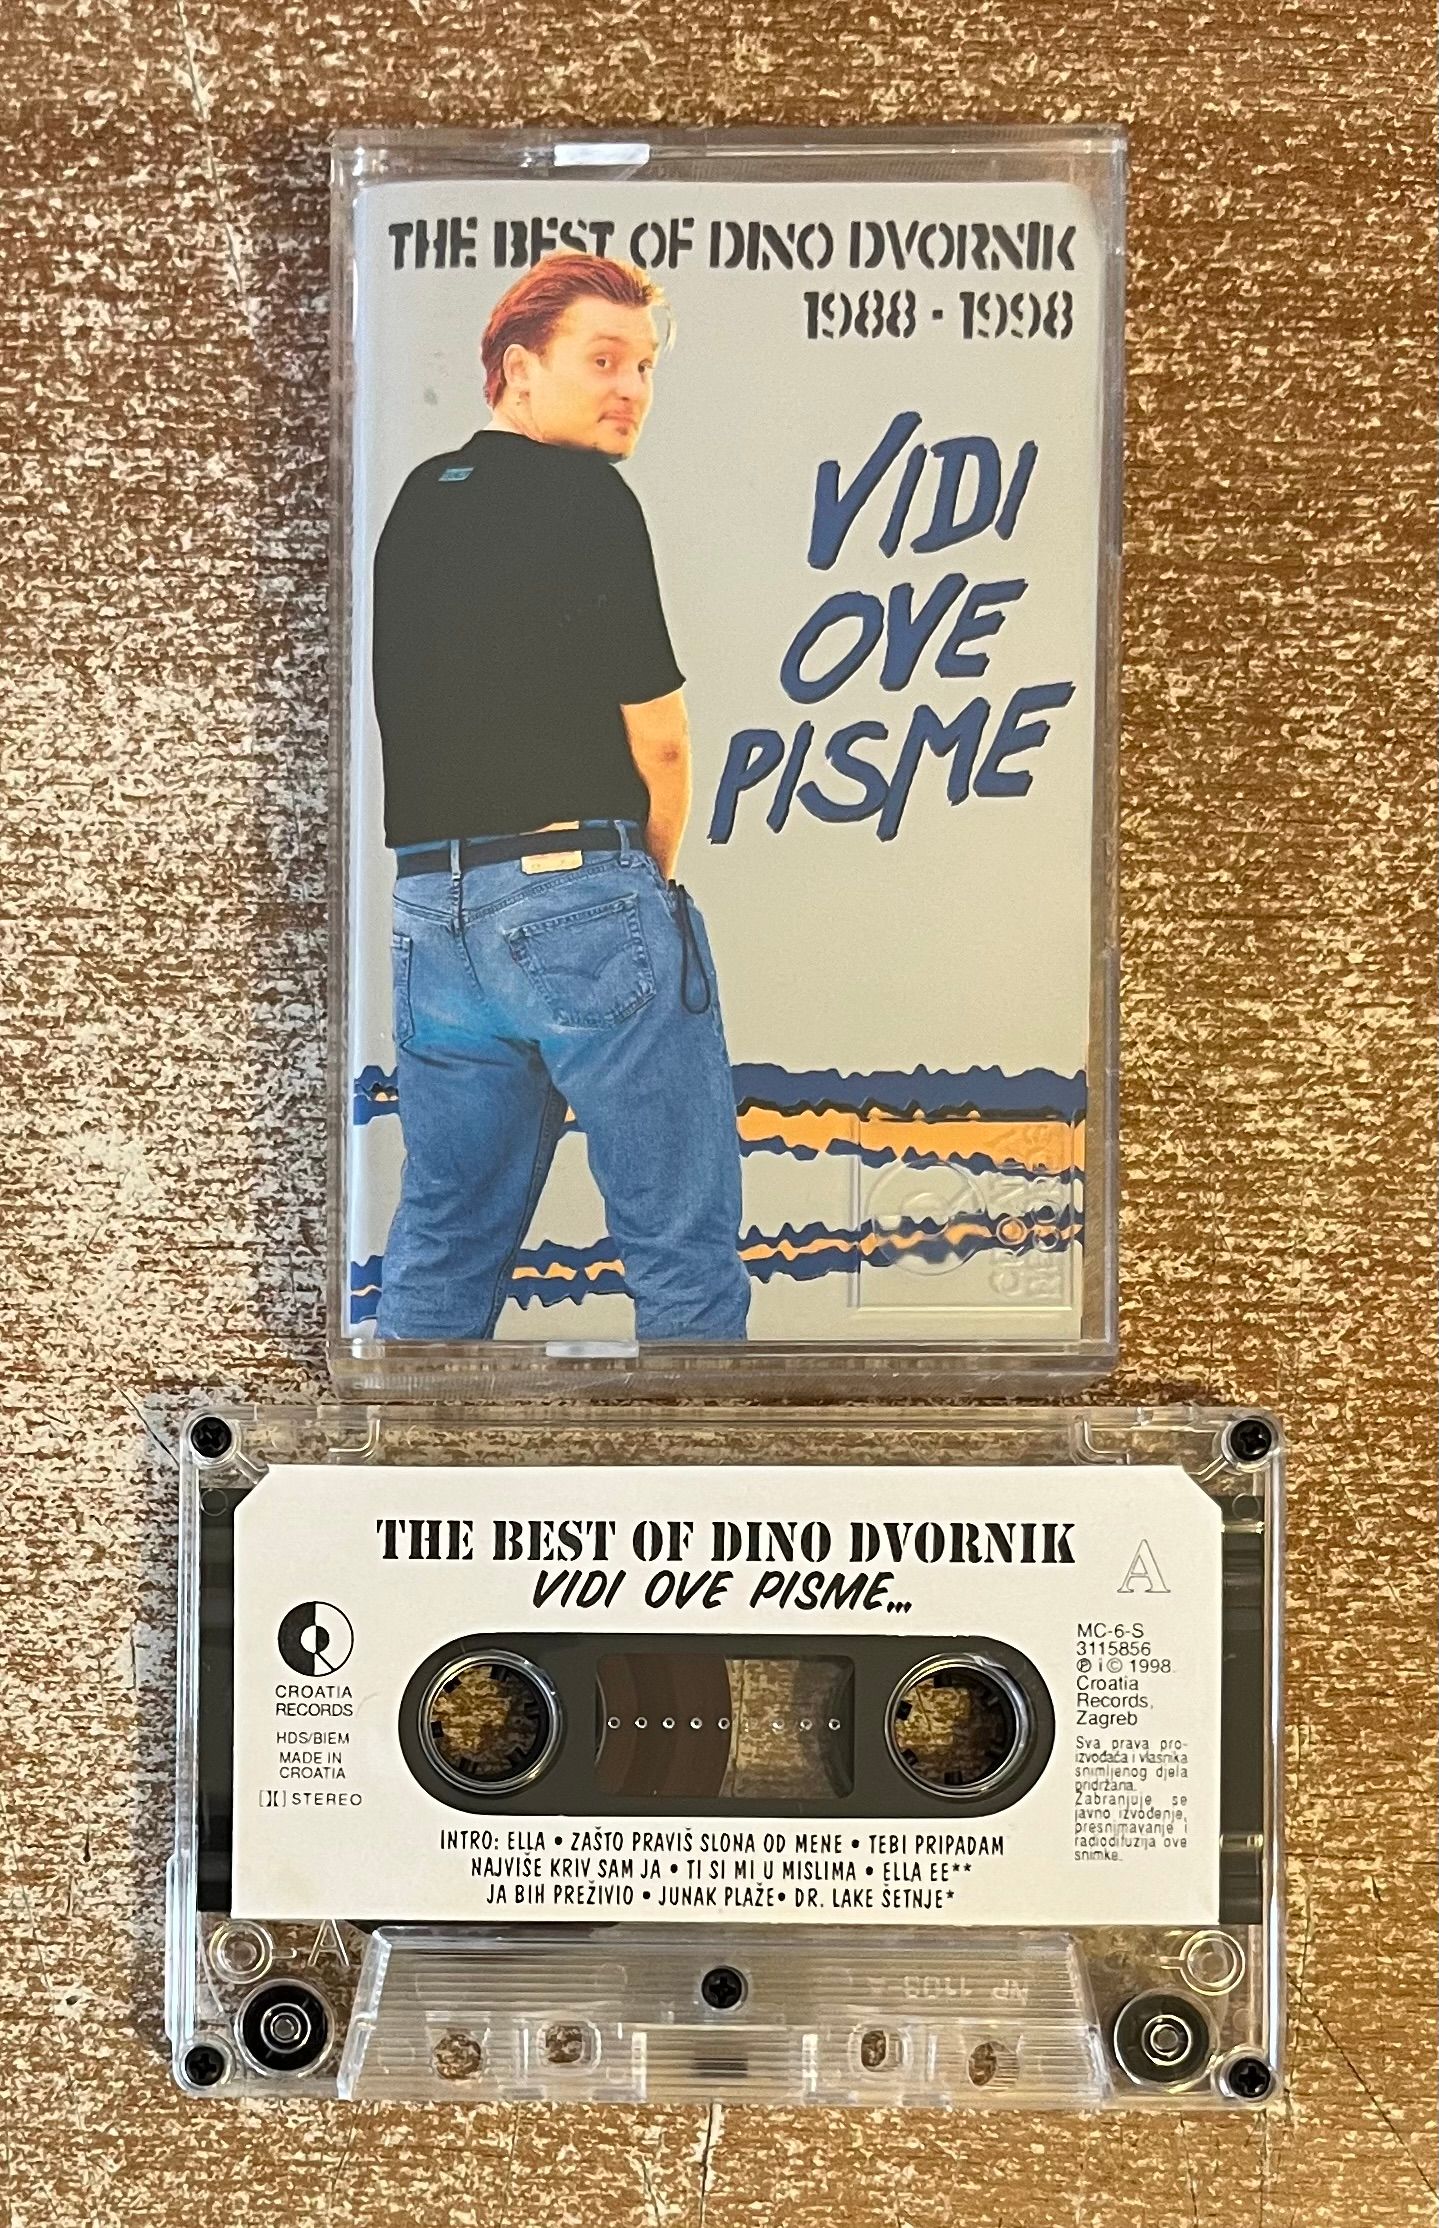 THE BEST OF DINO DVORNIK
1988 - 1998
VIDI
OVE
PISME
CROATIA
RECORDS
THE BEST OF DINO DVORNIK
VIDI OVE PISME...
A
CROATIA
RECORDS
HDS/BIEM
MADE IN
CROATIA
STEREO
MC-6-S
3115856
℗ i © 1998.
Croatia
Records,
Zagreb
Sva prava pro-
izvođača i vlasnika
snimljenog djela
pridržana.
Zabranjuje se
javno izvođenje,
presnimavanje i
radiodifuzija ove
snimke.
INTRO: ELLA • ZAŠTO PRAVIŠ SLONA OD MENE • TEBI PRIPADAM
NAJVIŠE KRIV SAM JA • TI SI MI U MISLIMA • ELLA EE**
JA BIH PREŽIVIO • JUNAK PLAŽE• DR. LAKE ŠETNJE*
A